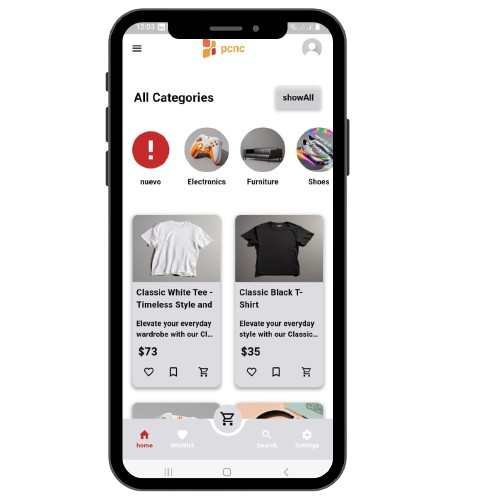 12:03
pcnc
All Categories
showAll
nuevo
Electronics
Furniture
Shoes
Classic White Tee -
Timeless Style and
Elevate your everyday
wardrobe with our Cl...
$73
Classic Black T-
Shirt
Elevate your everyday
style with our Classic...
$35
home
Wishlist
Search
Settings